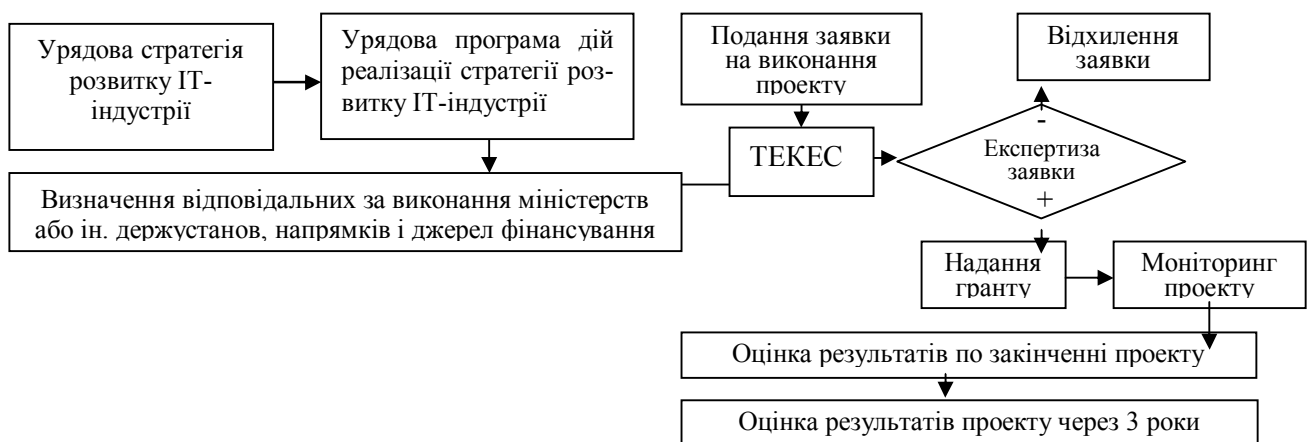 Урядова стратегія
розвитку ІТ-
індустрії
Урядова програма дій
реалізації стратегії роз-
витку ІТ-індустрії
Визначення відповідальних за виконання міністерств
або ін. держустанов, напрямків і джерел фінансування
Подання заявки
на виконання
проекту
ТЕКЕС
Відхилення
заявки
-
Експертиза
заявки
+
Надання
гранту
Моніторинг
проекту
Оцінка результатів по закінченні проекту
Оцінка результатів проекту через 3 роки